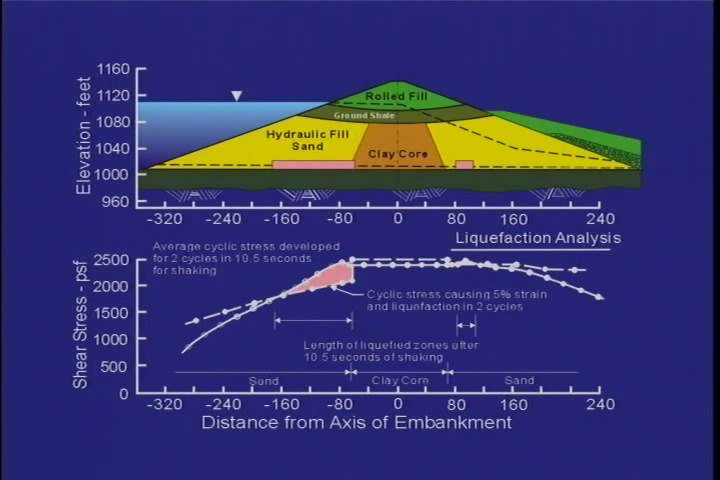 1160
1120
1080
1040
1000
960
Elevation - feet
Rolled Fill
Ground Shale
Hydraulic Fill
Sand
Clay Core
-320 -240 -160 -80 0 80 160 240
Liquefaction Analysis
Average cyclic stress developed
for 2 cycles in 10.5 seconds
for shaking
2500
2000
1500
1000
500
0
Shear Stress - psf
Cyclic stress causing 5% strain
and liquefaction in 2 cycles
Length of liquefied zones after
10.5 seconds of shaking
Sand Clay Core Sand
-320 -240 -160 -80 0 80 160 240
Distance from Axis of Embankment